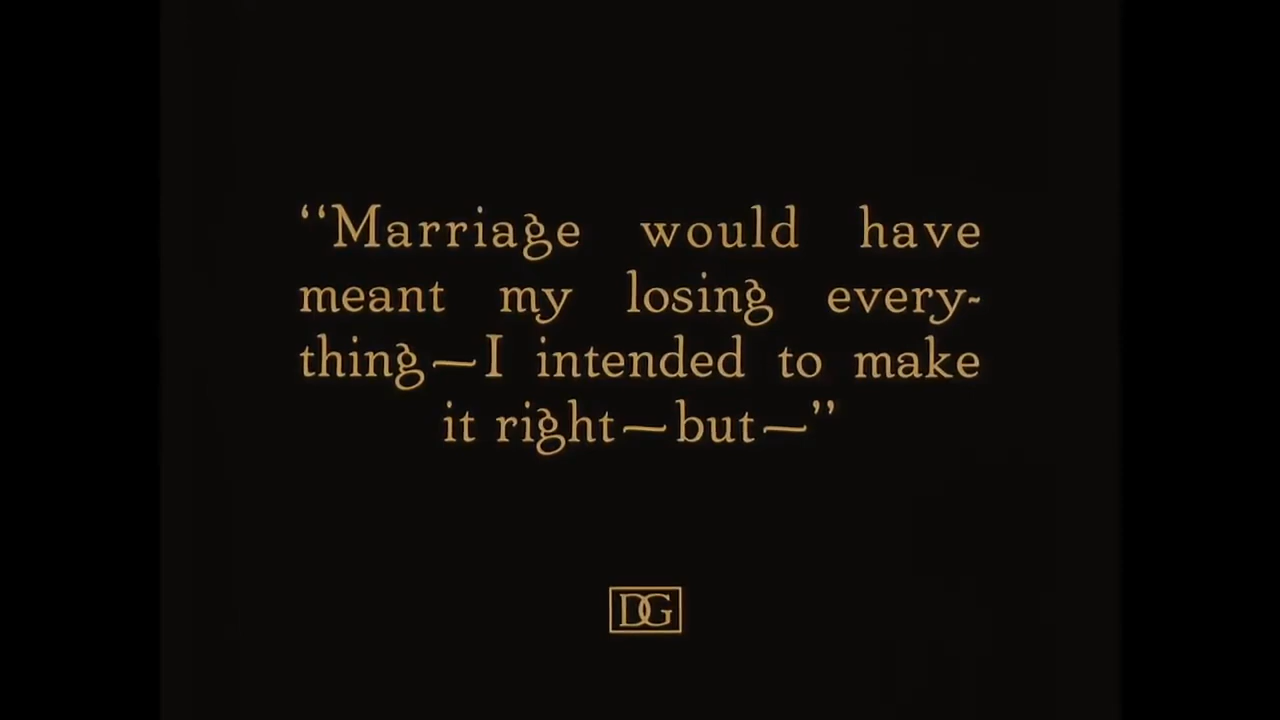 “Marriage would have
meant my losing every-
thing—I intended to make
it right—but—”
DG